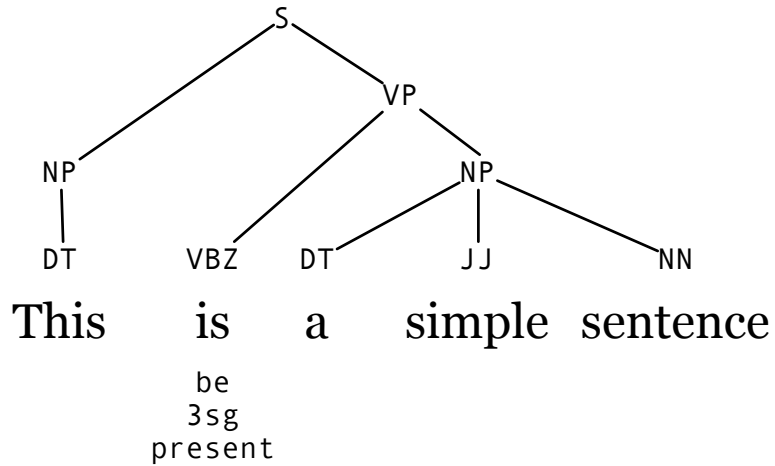 S
VP
NP NP
DT VBZ DT JJ NN
This is a simple sentence
be
3sg
present